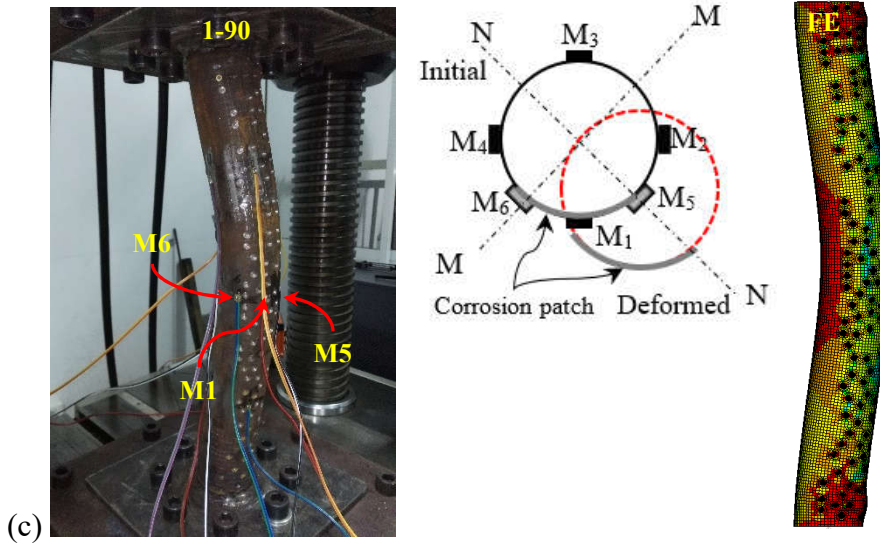 1-90
M6
M1
M5
(c)
N
M
M3
Initial
M4
M2
M6
M5
M1
M
N
Corrosion patch
Deformed
FE